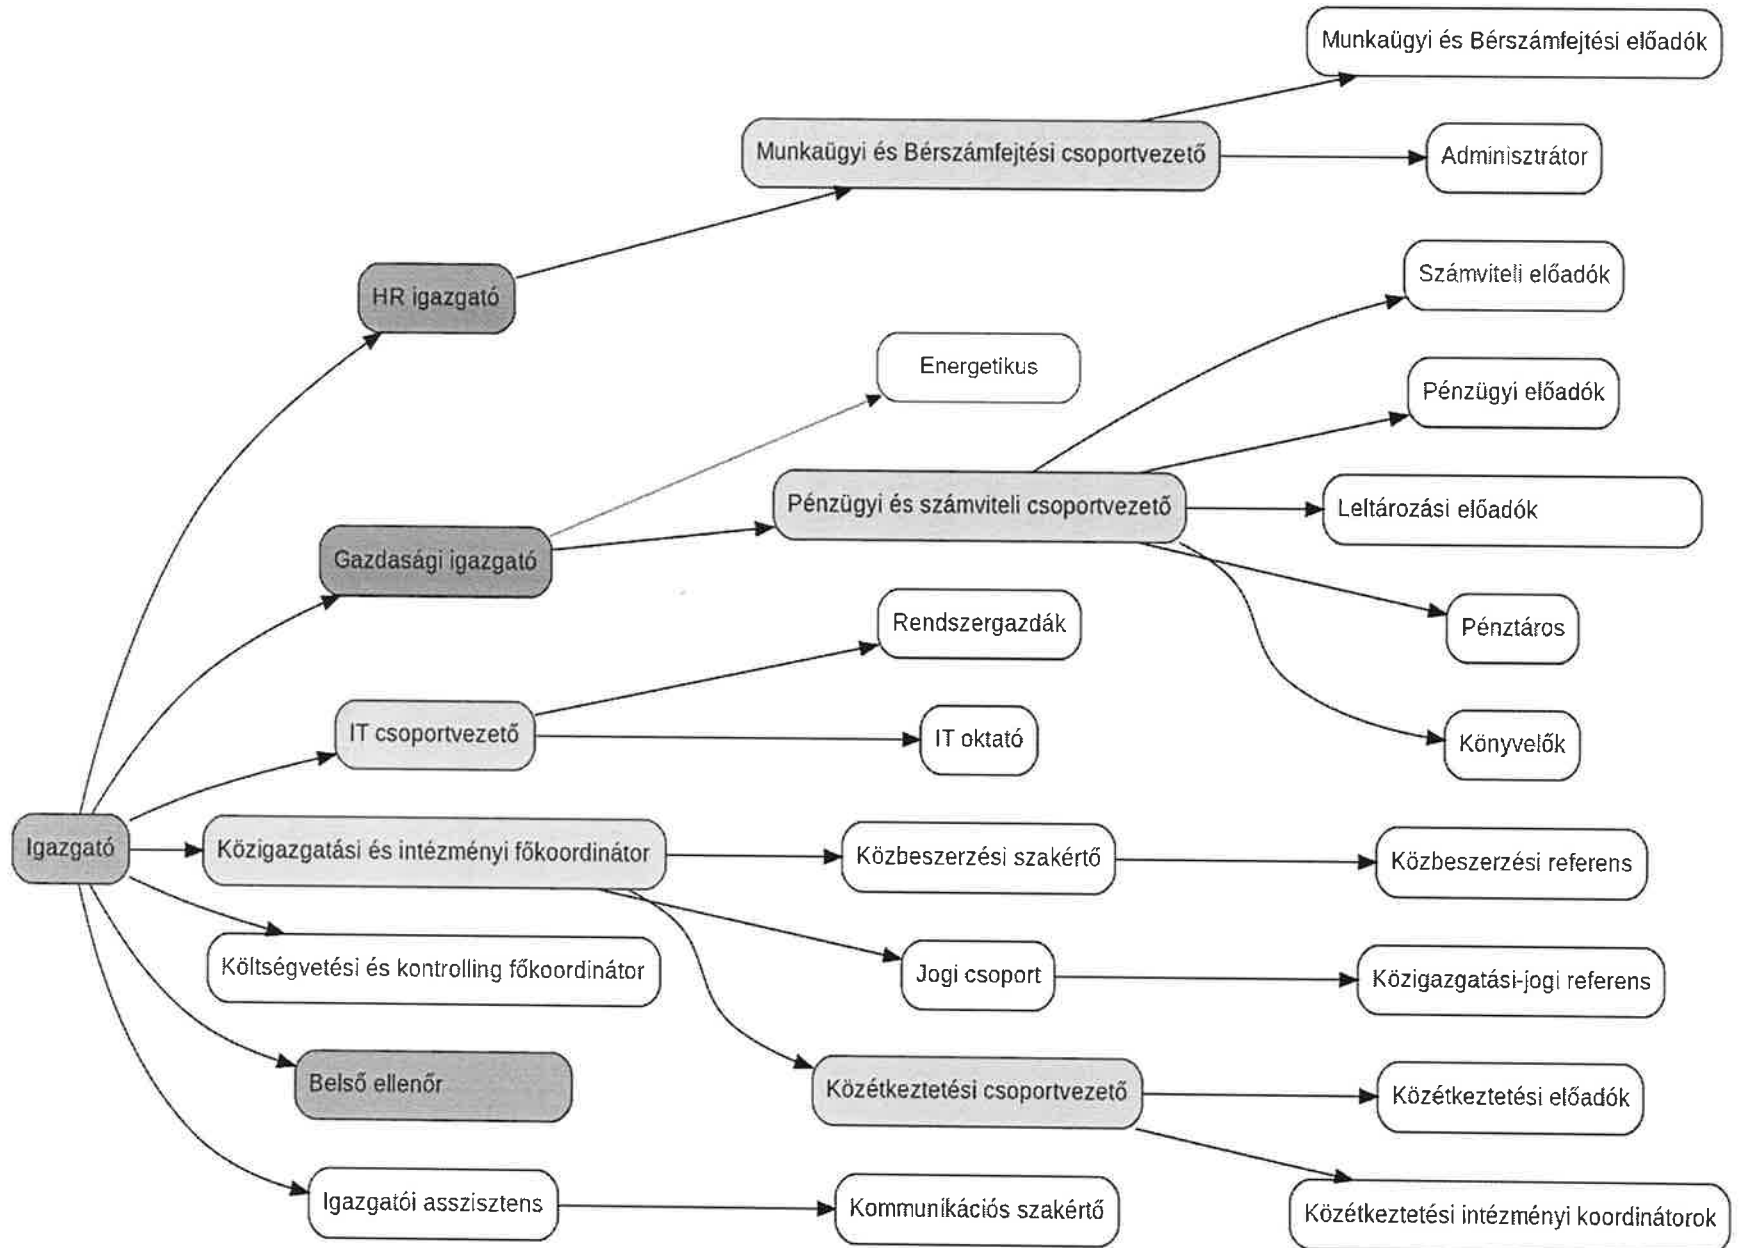 Munkaügyi és Bérszámfejtési előadók
Munkaügyi és Bérszámfejtési csoportvezető
Adminisztrátor
HR igazgató
Számviteli előadók
Energetikus
Pénzügyi előadók
Pénzügyi és számviteli csoportvezető
Leltározási előadók
Gazdasági igazgató
Rendszergazdák
Pénztáros
IT csoportvezető
IT oktató
Könyvelők
Igazgató
Közigazgatási és intézményi főkoordinátor
Közbeszerzési szakértő
Közbeszerzési referens
Költségvetési és kontrolling főkoordinátor
Jogi csoport
Közigazgatási-jogi referens
Belső ellenőr
Közétkeztetési csoportvezető
Közétkeztetési előadók
Igazgatói asszisztens
Kommunikációs szakértő
Közétkeztetési intézményi koordinátorok